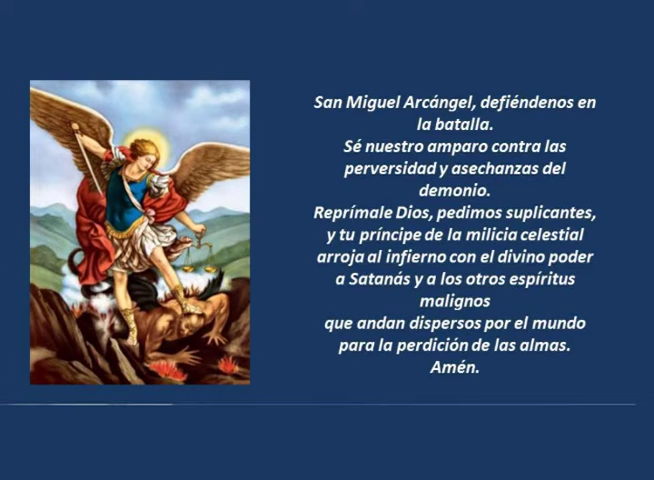 San Miguel Arcángel, defiéndenos en
la batalla.
Sé nuestro amparo contra las
perversidad y asechanzas del
demonio.
Reprímale Dios, pedimos suplicantes,
y tu príncipe de la milicia celestial
arroja al infierno con el divino poder
a Satanás y a los otros espíritus
malignos
que andan dispersos por el mundo
para la perdición de las almas.
Amén.